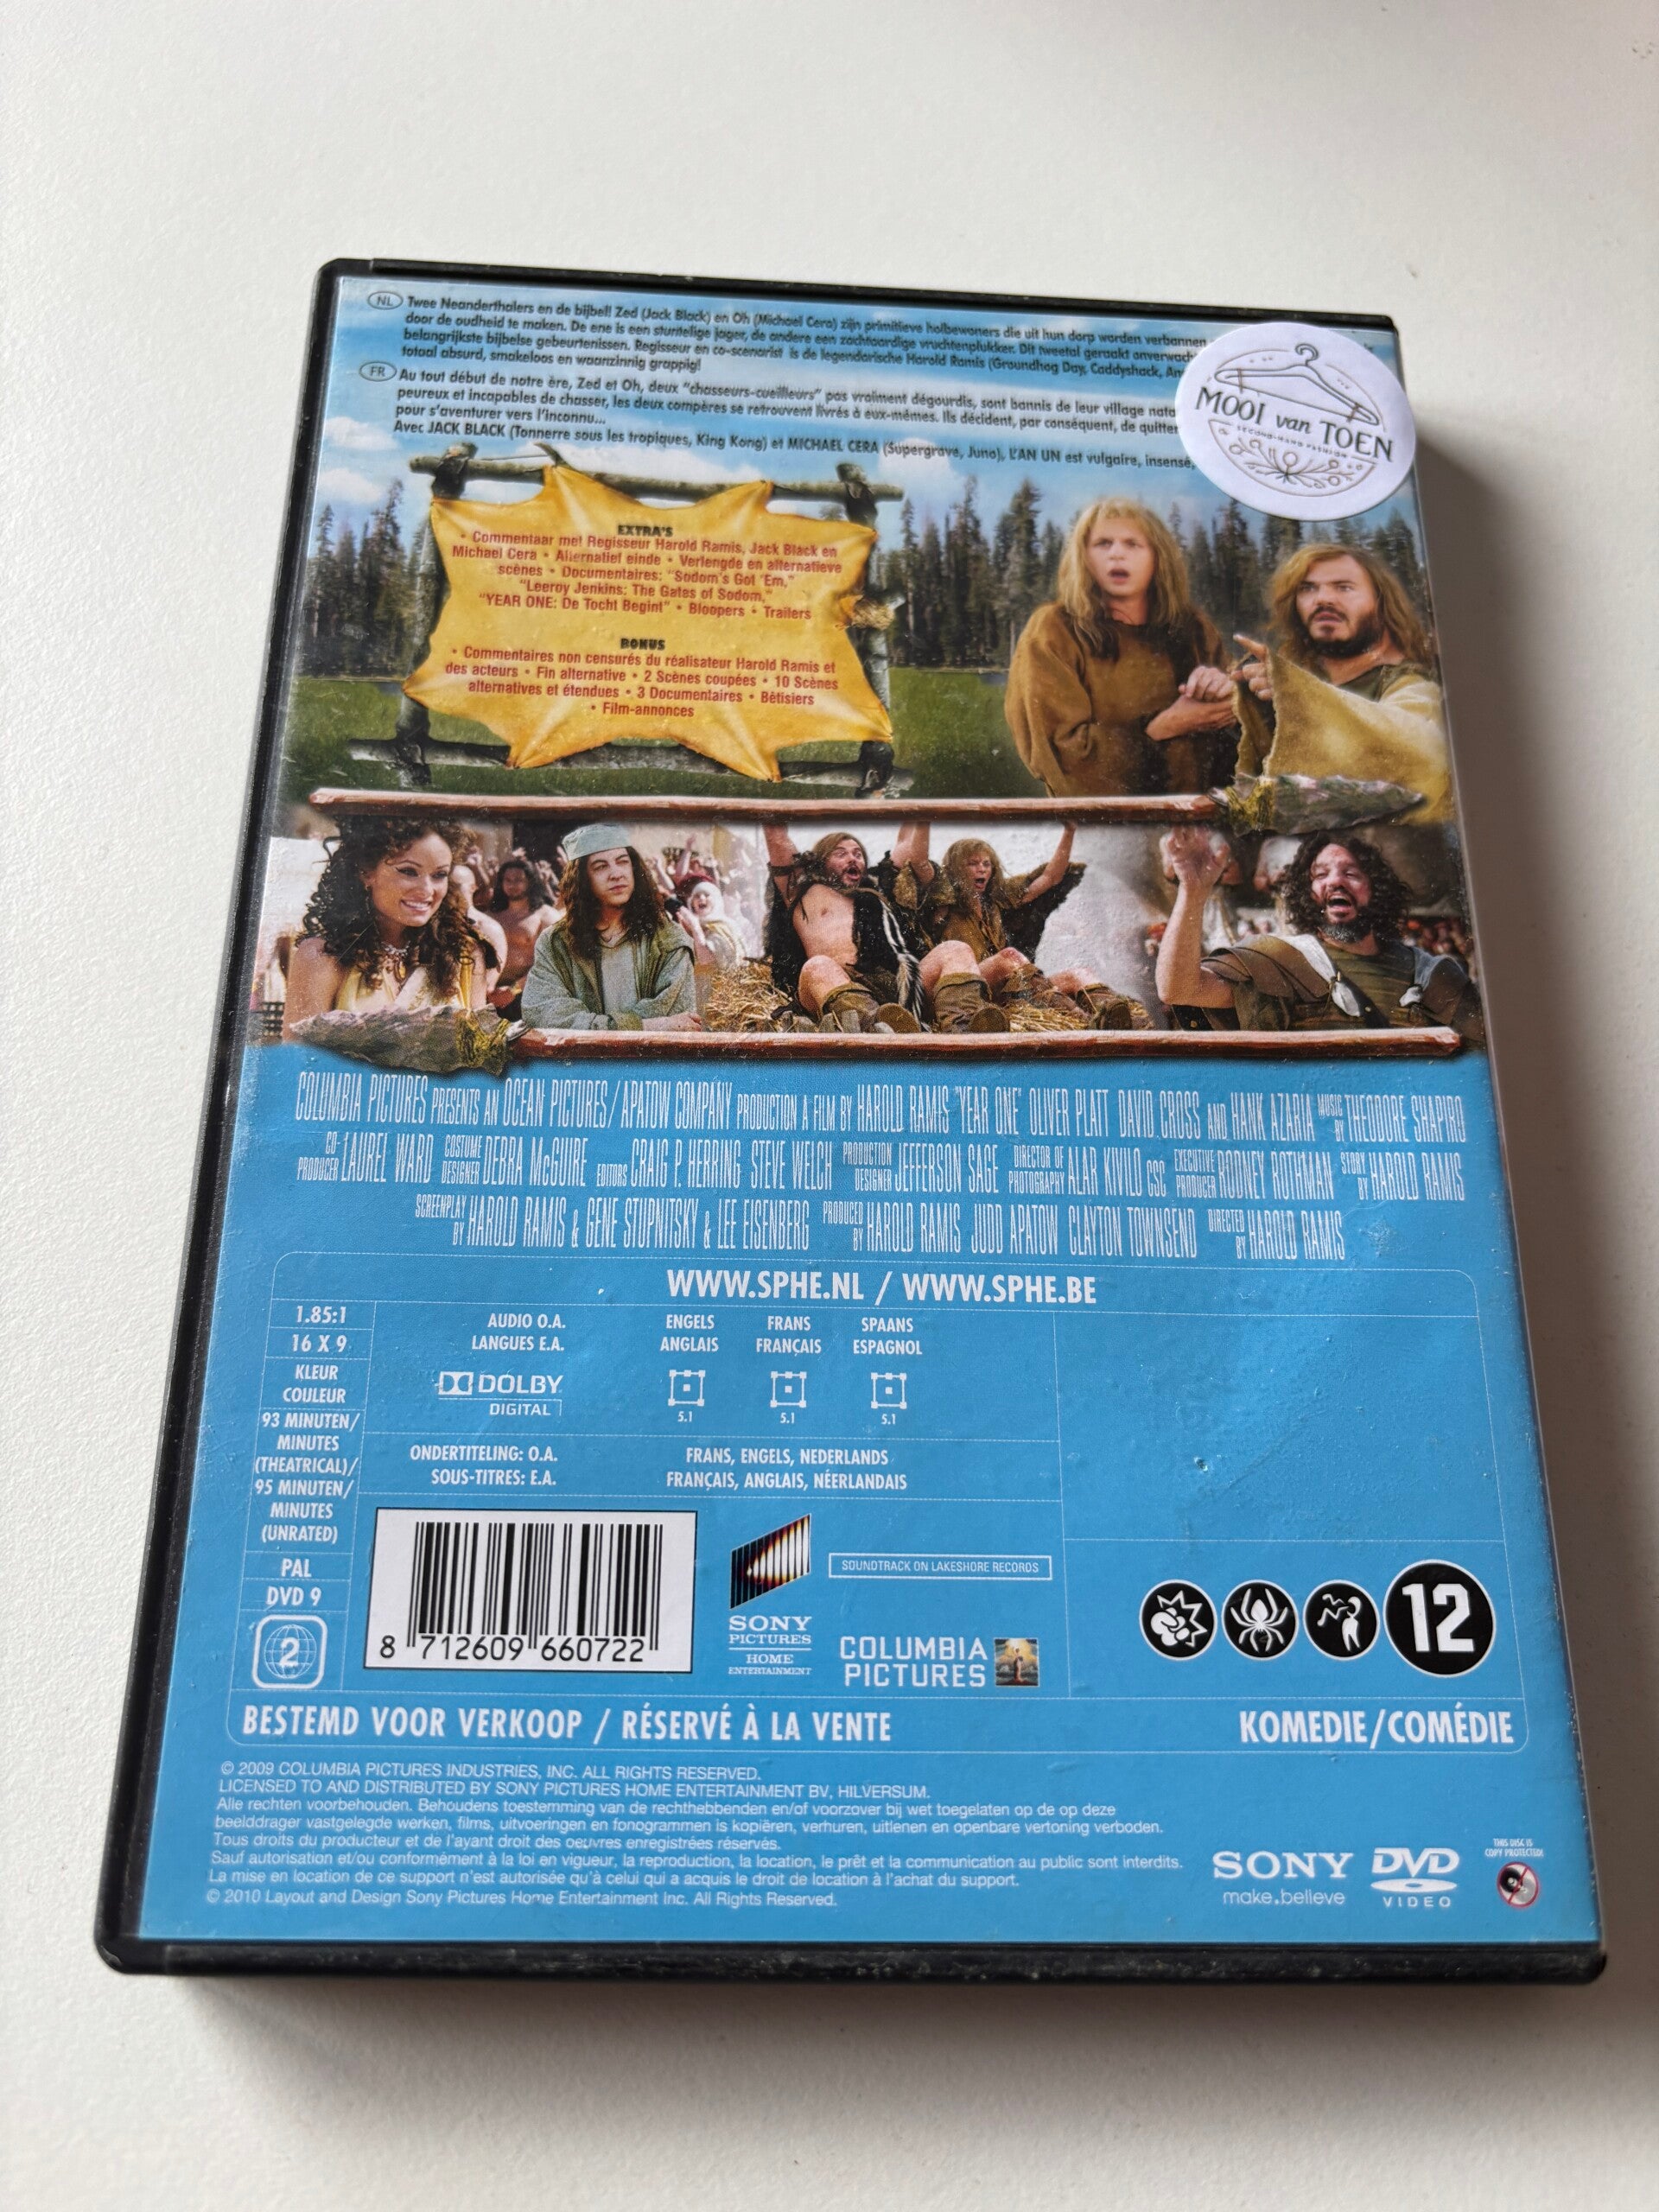 NL Twee Neanderthalers en de bijbel! Zed (Jack Black) en Oh (Michael Cera) zijn primitieve holbewoners die uit hun dorp worden verbannen
door de oudheid te maken. De ene is een stuntelige jager, de andere een zachtaardige vruchtenplukker. Dit tweetal geraakt onverwach
belangrijkste bijbelse gebeurtenissen. Regisseur en co-scenarist is de legendarische Harold Ramis (Groundhog Day, Caddyshack, An
totaal absurd, smakeloos en waanzinnig grappig!
FR Au tout début de notre ère, Zed et Oh, deux "chasseurs-cueilleurs" pas vraiment dégourdis, sont bannis de leur village nata
peureux et incapables de chasser, les deux compères se retrouvent livrés à eux-mêmes. Ils décident, par conséquent, de quitter
pour s'aventurer vers l'inconnu...
Avec JACK BLACK (Tonnerre sous les tropiques, King Kong) et MICHAEL CERA (Supergrave, Juno), L'AN UN est vulgaire, insensé,
MOOI van TOEN
SECOND-HAND FASHION
EXTRA'S
• Commentaar met Regisseur Harold Ramis, Jack Black en
Michael Cera • Alternatief einde • Verlengde en alternatieve
scènes • Documentaires: "Sodom's Got 'Em,"
"Leeroy Jenkins: The Gates of Sodom,"
"YEAR ONE: De Tocht Begint" • Bloopers • Trailers
BONUS
• Commentaires non censurés du réalisateur Harold Ramis et
des acteurs • Fin alternative • 2 Scènes coupées • 10 Scènes
alternatives et étendues • 3 Documentaires • Bêtisiers
• Film-annonces
COLUMBIA PICTURES PRESENTS AN OCEAN PICTURES/APATOW COMPANY PRODUCTION A FILM BY HAROLD RAMIS "YEAR ONE" OLIVER PLATT DAVID CROSS AND HANK AZARIA MUSIC BY THEODORE SHAPIRO
CO-PRODUCER LAUREL WARD COSTUME DESIGNER DEBRA McGUIRE EDITORS CRAIG P. HERRING STEVE WELCH PRODUCTION DESIGNER JEFFERSON SAGE DIRECTOR OF PHOTOGRAPHY ALAR KIVILO CSC EXECUTIVE PRODUCER RODNEY ROTHMAN STORY BY HAROLD RAMIS
SCREENPLAY BY HAROLD RAMIS & GENE STUPNITSKY & LEE EISENBERG PRODUCED BY HAROLD RAMIS JUDD APATOW CLAYTON TOWNSEND DIRECTED BY HAROLD RAMIS
WWW.SPHE.NL / WWW.SPHE.BE
1.85:1
16 X 9
KLEUR
COULEUR
93 MINUTEN/
MINUTES
(THEATRICAL)/
95 MINUTEN/
MINUTES
(UNRATED)
PAL
DVD 9
2
AUDIO O.A.
LANGUES E.A.
ENGELS
ANGLAIS
FRANS
FRANÇAIS
SPAANS
ESPAGNOL
DOLBY
DIGITAL
5.1
5.1
5.1
ONDERTITELING: O.A.
SOUS-TITRES: E.A.
FRANS, ENGELS, NEDERLANDS
FRANÇAIS, ANGLAIS, NÉERLANDAIS
8 712609 660722
SONY
PICTURES
HOME
ENTERTAINMENT
SOUNDTRACK ON LAKESHORE RECORDS
COLUMBIA
PICTURES
12
BESTEMD VOOR VERKOOP / RÉSERVÉ À LA VENTE
KOMEDIE/COMÉDIE
© 2009 COLUMBIA PICTURES INDUSTRIES, INC. ALL RIGHTS RESERVED.
LICENSED TO AND DISTRIBUTED BY SONY PICTURES HOME ENTERTAINMENT BV, HILVERSUM.
Alle rechten voorbehouden. Behoudens toestemming van de rechthebbenden en/of voorzover bij wet toegelaten op de op deze
beelddrager vastgelegde werken, films, uitvoeringen en fonogrammen is kopiëren, verhuren, uitlenen en openbare vertoning verboden.
Tous droits du producteur et de l'ayant droit des oeuvres enregistrées réservés.
Sauf autorisation et/ou conformément à la loi en vigueur, la reproduction, la location, le prêt et la communication au public sont interdits.
La mise en location de ce support n'est autorisée qu'à celui qui a acquis le droit de location à l'achat du support.
© 2010 Layout and Design Sony Pictures Home Entertainment Inc. All Rights Reserved.
SONY
make.believe
DVD
VIDEO
THIS DISC IS
COPY PROTECTED!